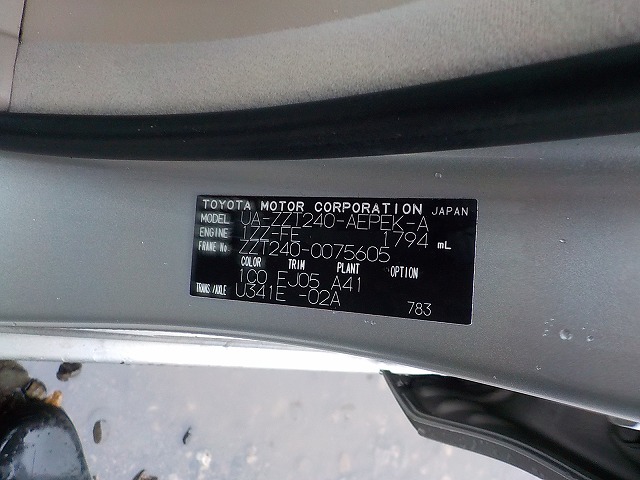 TOYOTA MOTOR CORPORATION JAPAN
MODEL UA-ZZT240-AEPEK-A
ENGINE 1ZZ-FE 1794 mL
FRAME No. ZZT240-0075605
COLOR TRIM PLANT OPTION
1C0 FJ05 A41
TRANS/AXLE U341E -02A
783